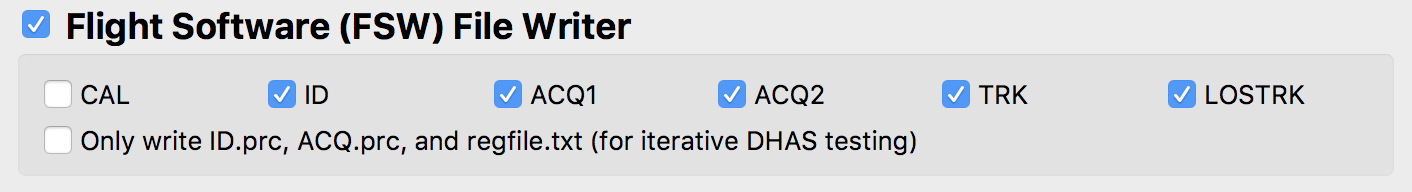 Flight Software (FSW) File Writer
CAL ID ACQ1 ACQ2 TRK LOSTRK
Only write ID.prc, ACQ.prc, and regfile.txt (for iterative DHAS testing)